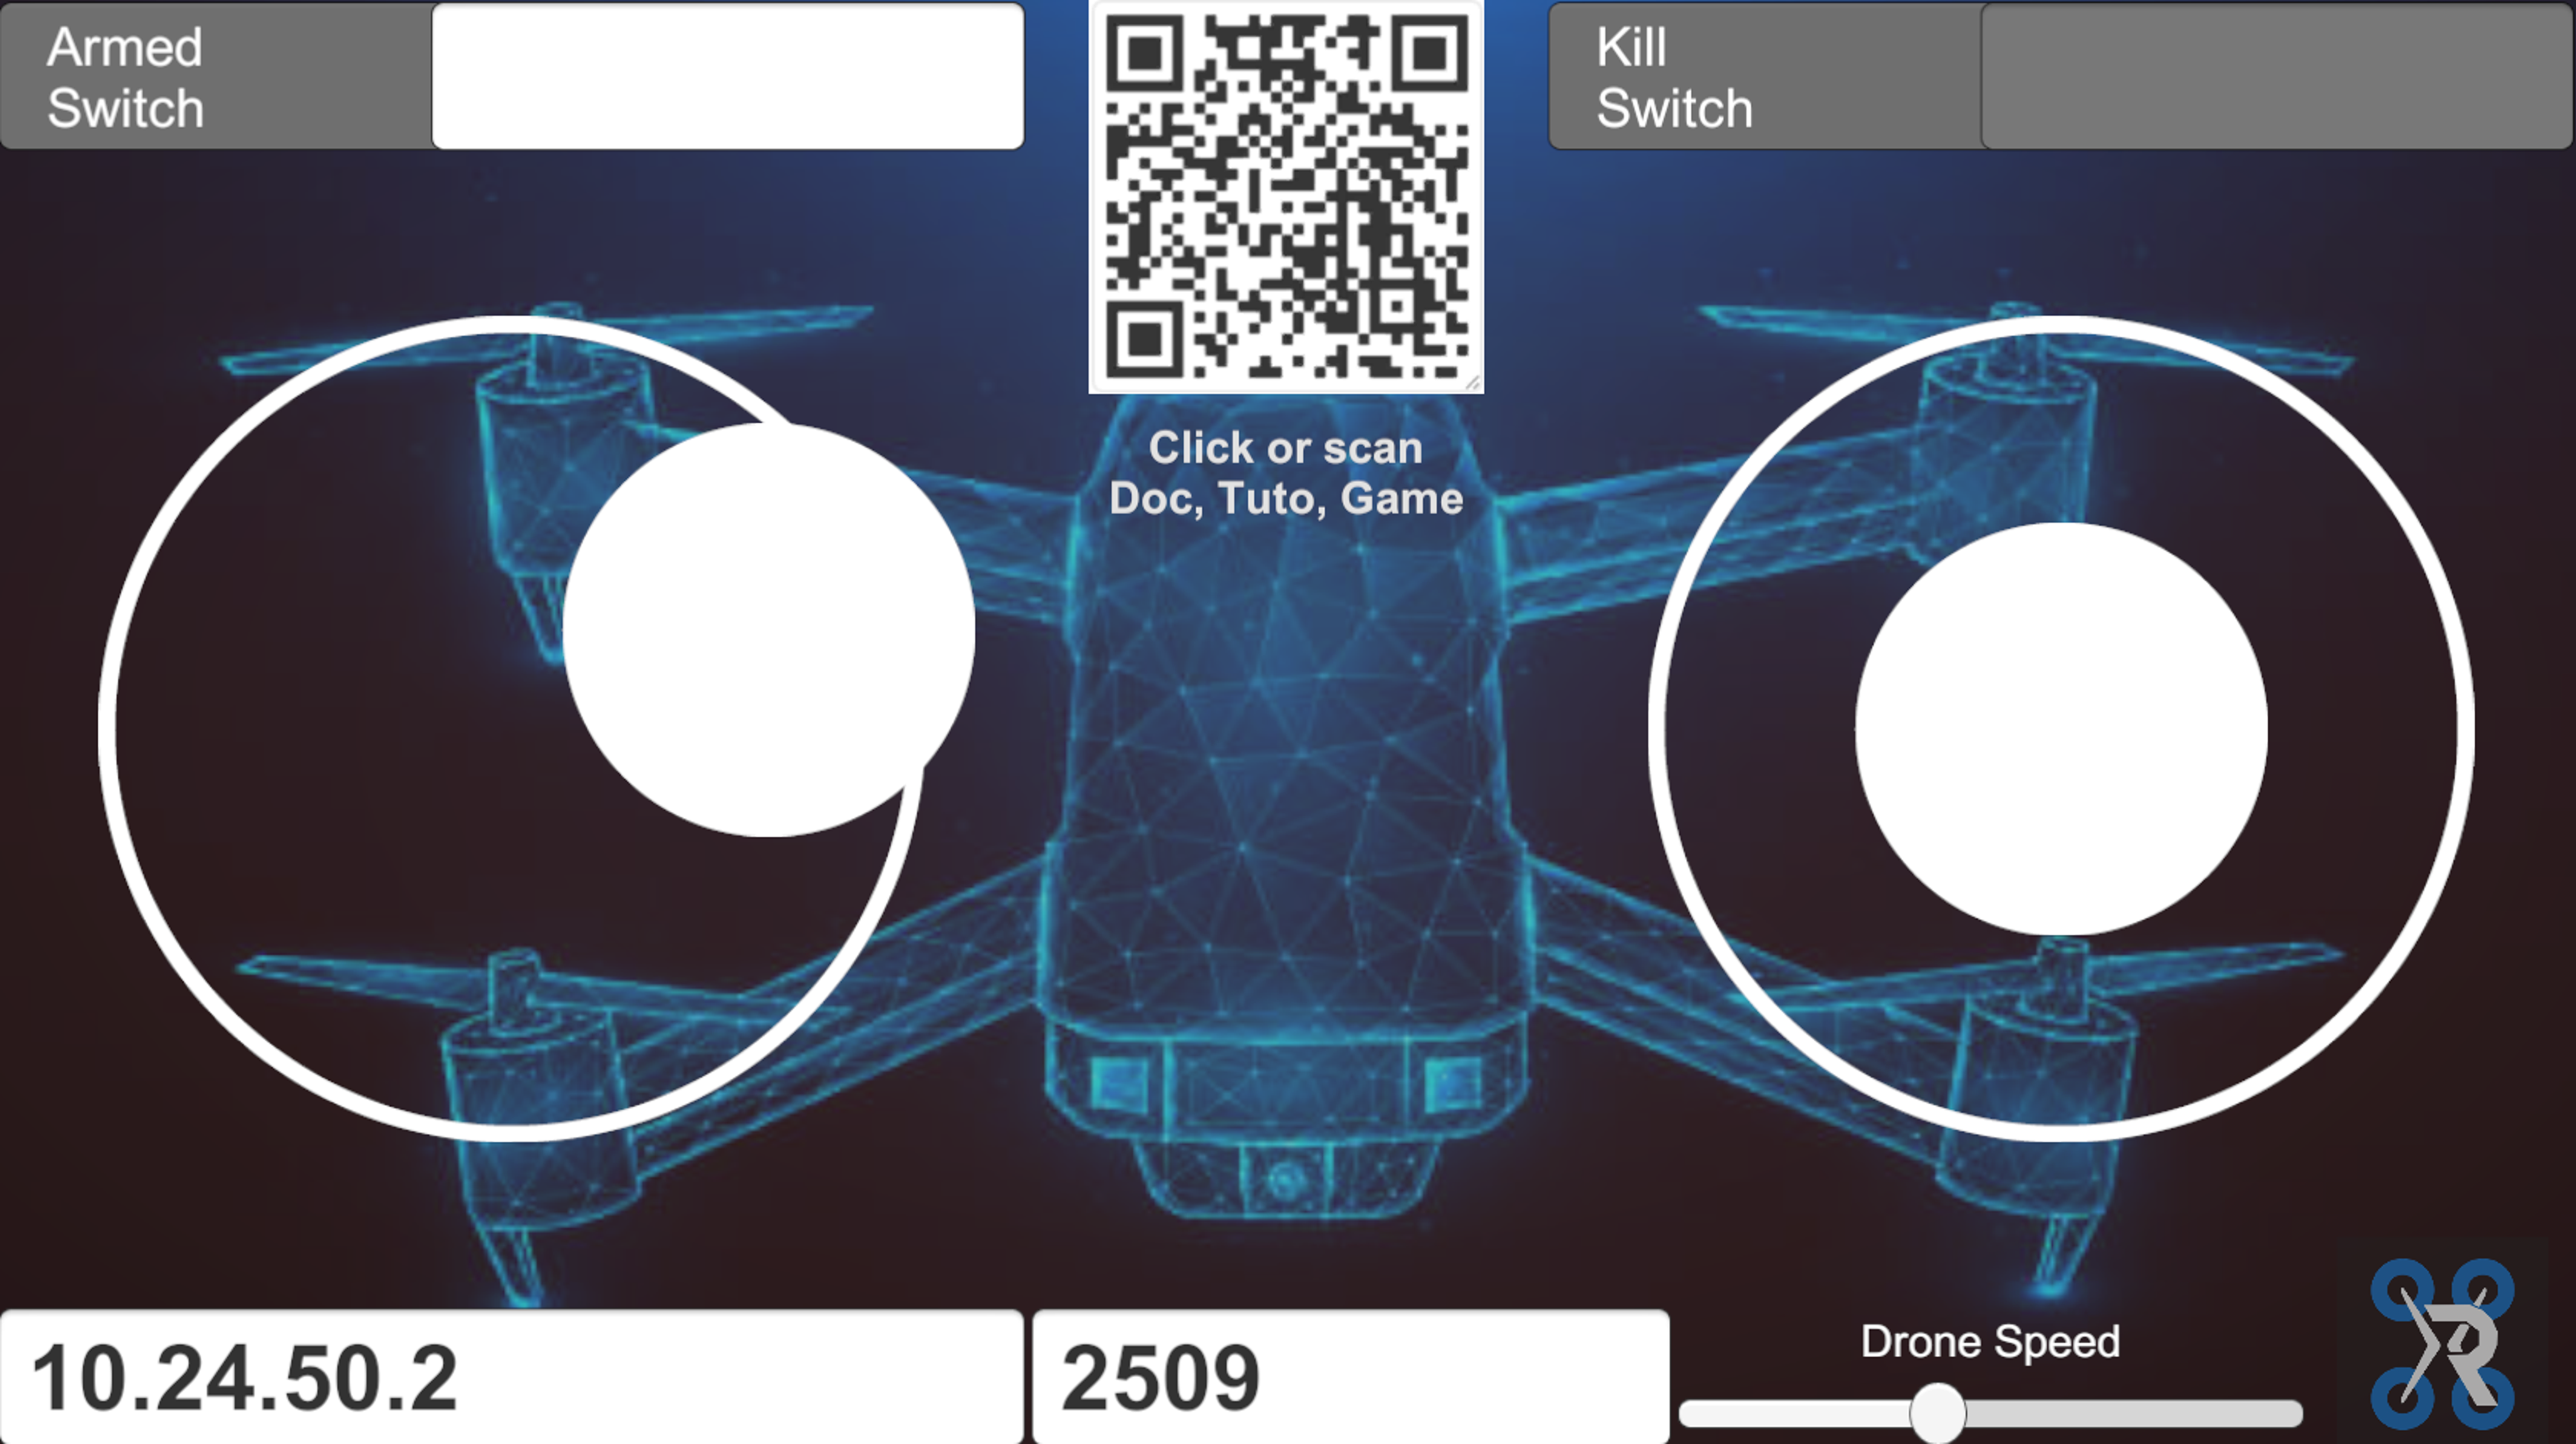 Armed
Switch
Kill
Switch
Click or scan
Doc, Tuto, Game
10.24.50.2
2509
Drone Speed